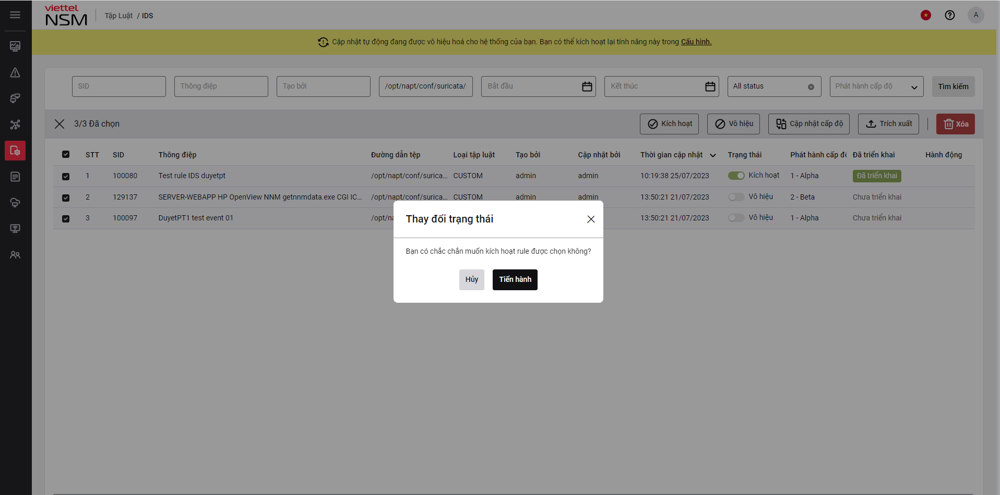 viettel
NSM
Tập Luật / IDS
A
Cập nhật tự động đang được vô hiệu hoá cho hệ thống của bạn. Bạn có thể kích hoạt lại tính năng này trong Cấu hình.
SID
Thông điệp
Tạo bởi
/opt/napt/conf/suricata/
Bắt đầu
Kết thúc
All status
Phát hành cấp độ
Tìm kiếm
3/3 Đã chọn
Kích hoạt
Vô hiệu
Cập nhật cấp độ
Trích xuất
Xóa
STT SID Thông điệp Đường dẫn tệp Loại tập luật Tạo bởi Cập nhật bởi Thời gian cập nhật Trạng thái Phát hành cấp độ Đã triển khai Hành động
1 100080 Test rule IDS duyetpt /opt/napt/conf/surica... CUSTOM admin admin 10:19:38 25/07/2023 Kích hoạt 1 - Alpha Đã triển khai
2 129137 SERVER-WEBAPP HP OpenView NNM getnnmdata.exe CGI IC... /opt/napt/conf/surica... CUSTOM admin admin 13:50:21 21/07/2023 Vô hiệu 2 - Beta Chưa triển khai
3 100097 DuyetPT1 test event 01 /opt/na 13:50:21 21/07/2023 Vô hiệu 1 - Alpha Chưa triển khai
Thay đổi trạng thái
Bạn có chắc chắn muốn kích hoạt rule được chọn không?
Hủy
Tiến hành